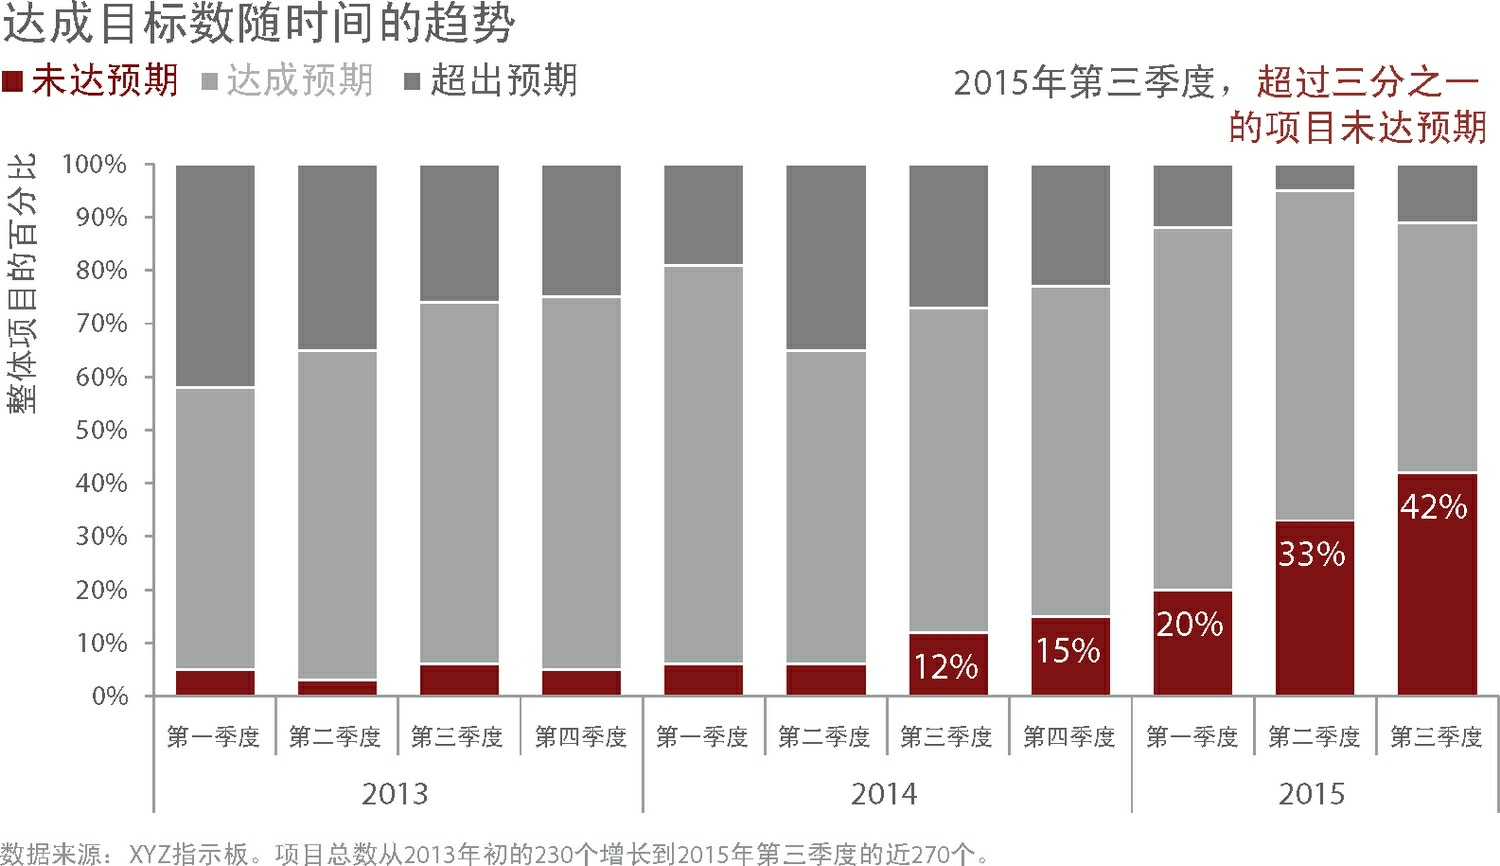 达成目标数随时间的趋势
未达预期 达成预期 超出预期
2015年第三季度，超过三分之一
的项目未达预期
整体项目的百分比
100%
90%
80%
70%
60%
50%
40%
30%
20%
10%
0%
12%
15%
20%
33%
42%
第一季度 第二季度 第三季度 第四季度 第一季度 第二季度 第三季度 第四季度 第一季度 第二季度 第三季度
2013 2014 2015
数据来源：XYZ指示板。项目总数从2013年初的230个增长到2015年第三季度的近270个。